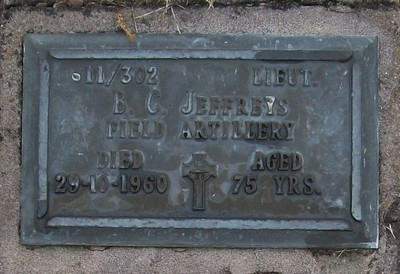 11/302 LIEUT.
B. C. JEFFREYS
FIELD ARTILLERY
DIED AGED
29-10-1960 75 YRS.